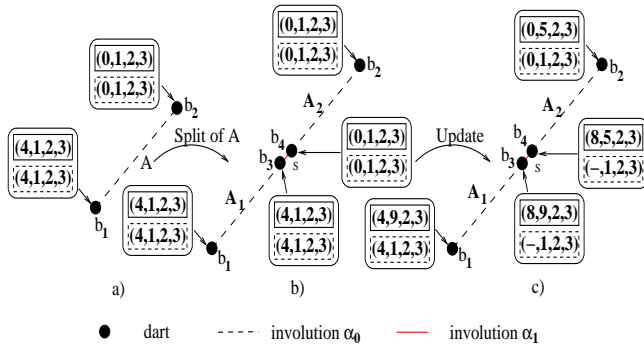 (0,1,2,3)
(0,1,2,3)
b2
(4,1,2,3)
(4,1,2,3)
A
b1
a)
Split of A
(0,1,2,3)
(0,1,2,3)
b2
A2
b4
b3
s
(0,1,2,3)
(0,1,2,3)
A1
(4,1,2,3)
(4,1,2,3)
(4,1,2,3)
(4,1,2,3)
b1
b)
Update
(0,5,2,3)
(0,1,2,3)
b2
A2
b4
b3
s
(8,5,2,3)
(-,1,2,3)
A1
(4,9,2,3)
(4,1,2,3)
(8,9,2,3)
(-,1,2,3)
b1
c)
dart
involution α0
involution α1